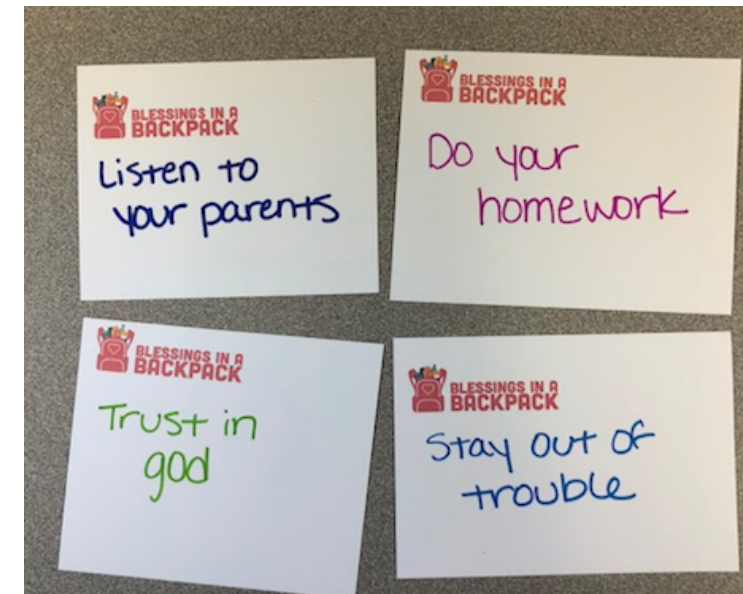 BLESSINGS IN A
BACKPACK
Listen to
your parents
BLESSINGS IN A
BACKPACK
Do your
homework
BLESSINGS IN A
BACKPACK
Trust in
god
BLESSINGS IN A
BACKPACK
Stay out of
trouble